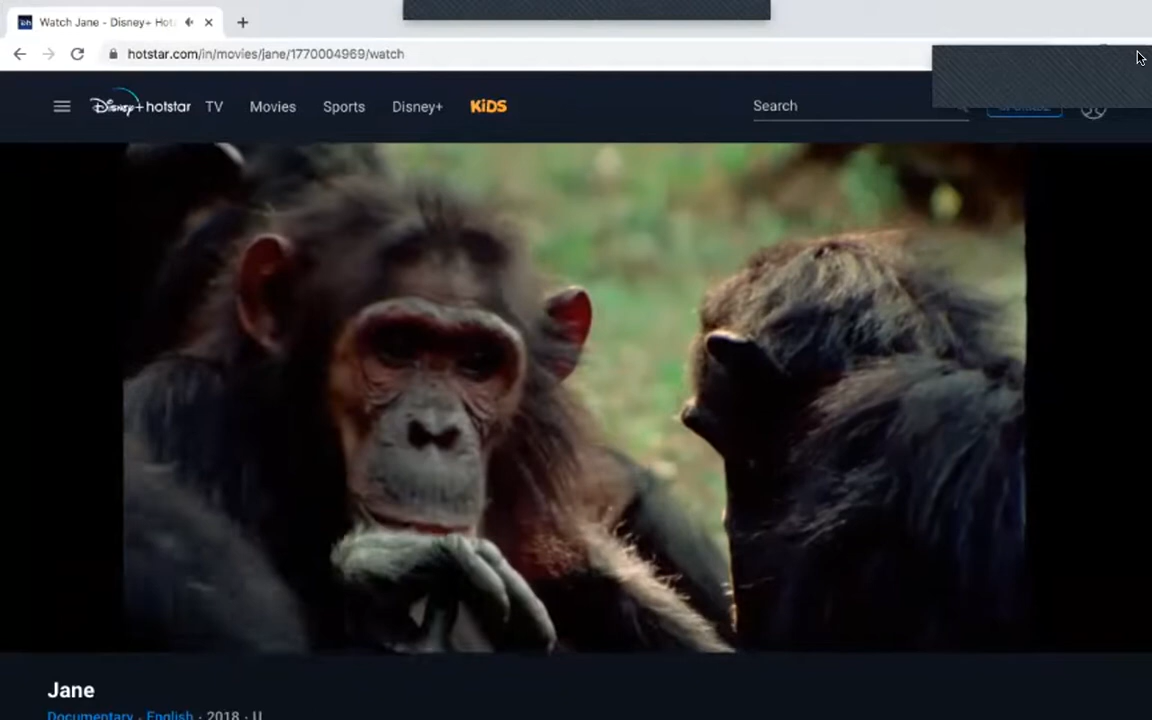 Watch Jane - Disney+ Hot
hotstar.com/in/movies/jane/1770004969/watch
Disney+ hotstar TV Movies Sports Disney+ KiDS Search
Jane
Documentary · English · 2018 · U